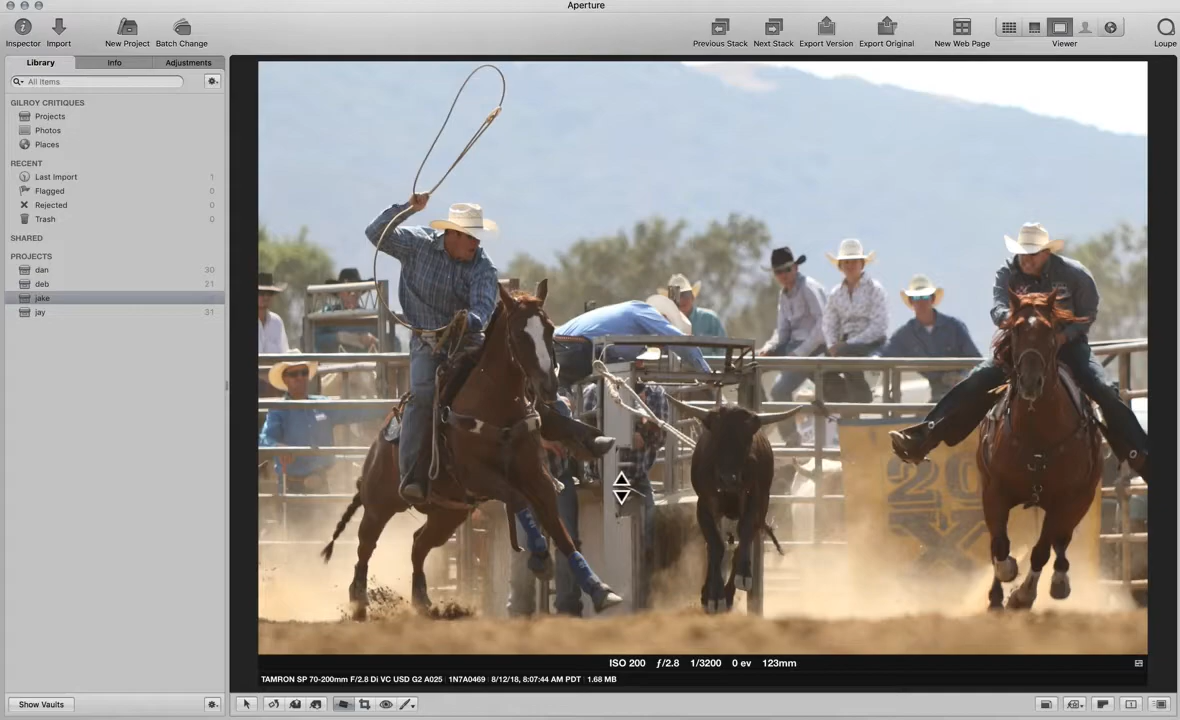 Aperture
Inspector
Import
New Project
Batch Change
Previous Stack
Next Stack
Export Version
Export Original
New Web Page
Viewer
Loupe
Library
Info
Adjustments
All Items
GILROY CRITIQUES
Projects
Photos
Places
RECENT
Last Import 1
Flagged 0
Rejected 0
Trash 0
SHARED
PROJECTS
dan 30
deb 21
jake
jay 31
20
X
ISO 200 ƒ/2.8 1/3200 0 ev 123mm
TAMRON SP 70-200mm F/2.8 Di VC USD G2 A025 1N7A0469 8/12/18, 8:07:44 AM PDT 1.68 MB
Show Vaults